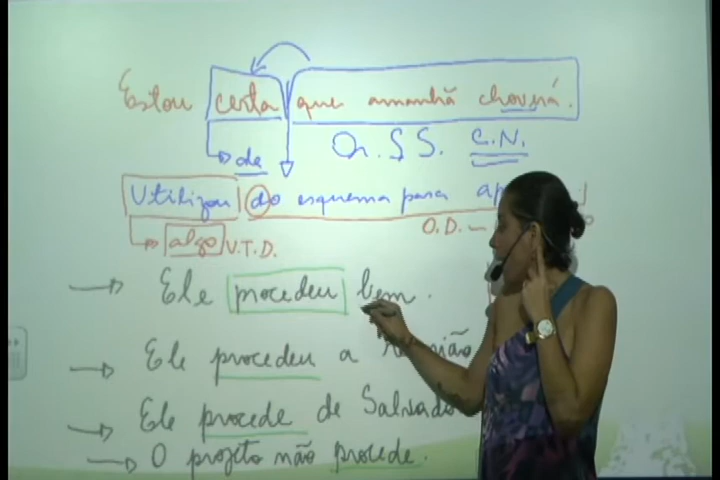 Estou certa que amanhã choverá.
de Or. S S. C.N.
Utilizou do esquema para
algo V.T.D. O.D.
Ele procedeu bem.
Ele procedeu a
Ele procede de
O projeto não procede.